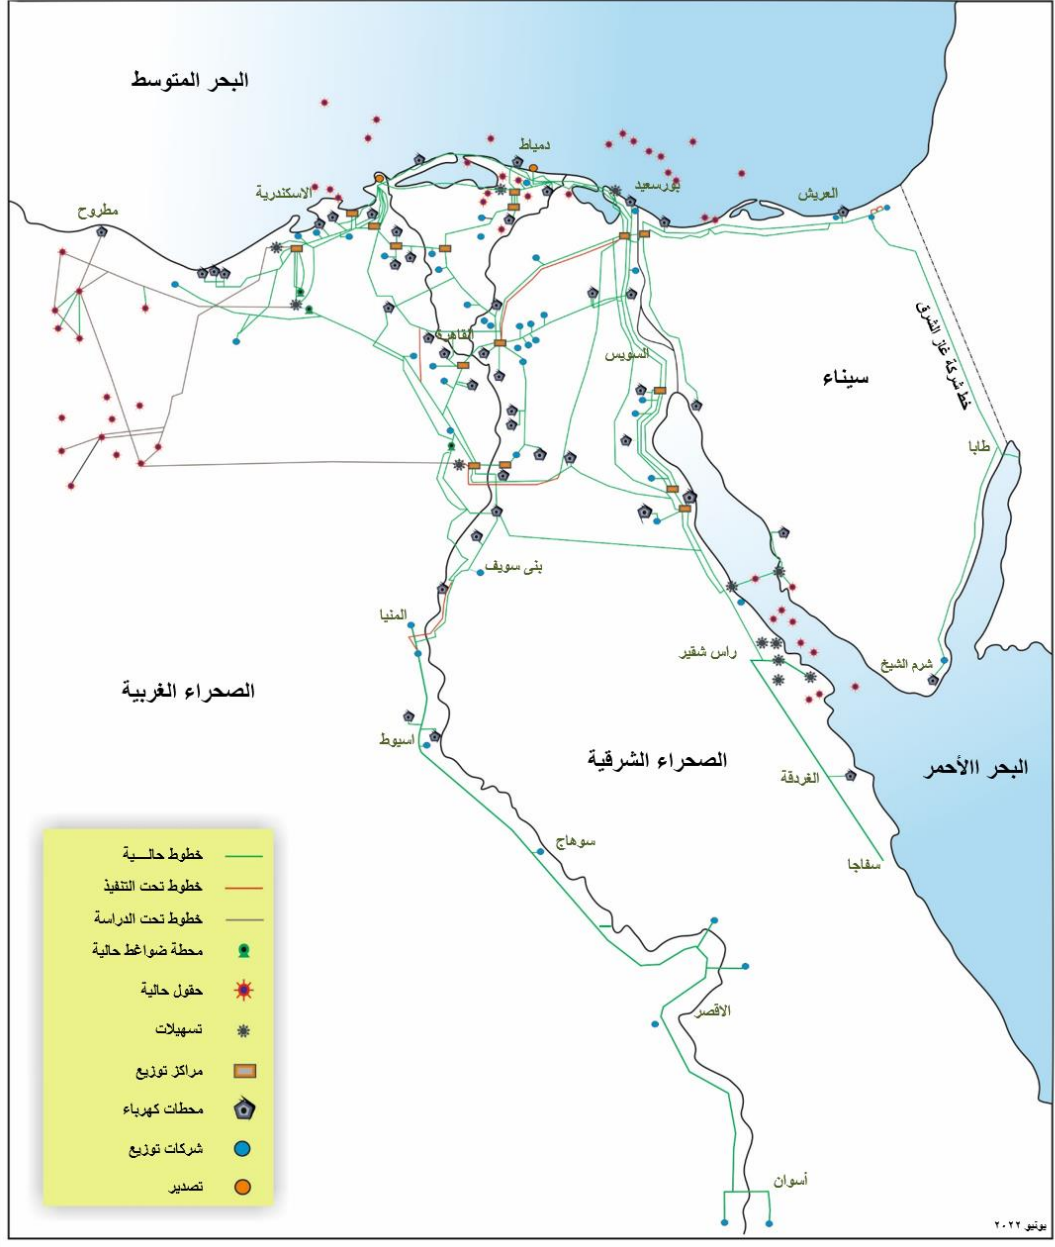 البحر المتوسط
دمياط
بورسعيد
العريش
الاسكندرية
مطروح
القاهرة
السويس
خط شركة غاز الشرق
سيناء
طابا
بنى سويف
المنيا
راس شقير
شرم الشيخ
الصحراء الغربية
اسيوط
الصحراء الشرقية
البحر االأحمر
الغردقة
سفاجا
سوهاج
الاقصر
أسوان
خطوط حالـــية
خطوط تحت التنفيذ
خطوط تحت الدراسة
محطة ضواغط حالية
حقول حالية
تسهيلات
مراكز توزيع
محطات كهرباء
شركات توزيع
تصدير
يونيو ٢٠٢٢